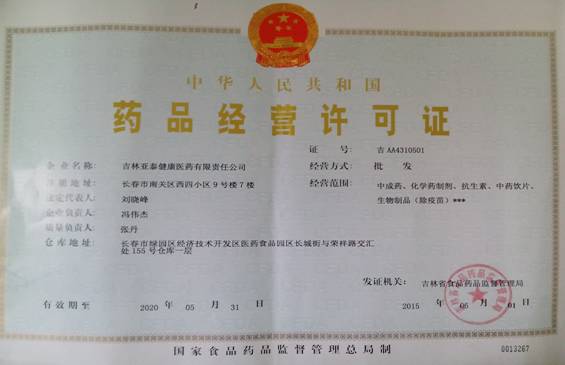 中华人民共和国
药品经营许可证
证 号: 吉AA4310501
企业名称: 吉林亚泰健康医药有限责任公司 经营方式: 批 发
注册地址: 长春市南关区西四小区9号楼7楼 经营范围: 中成药、化学药制剂、抗生素、中药饮片、
法定代表人: 刘晓峰 生物制品(除疫苗)***
企业负责人: 冯伟杰
质量负责人: 张丹
仓库地址: 长春市绿园区经济技术开发区医药食品园区长城街与荣祥路交汇
处155号仓库一层
发证机关: 吉林省食品药品监督管理局
有效期至 2020 年 05 月 31 日 2015 年 06 月 01 日
国家食品药品监督管理总局制
0013267